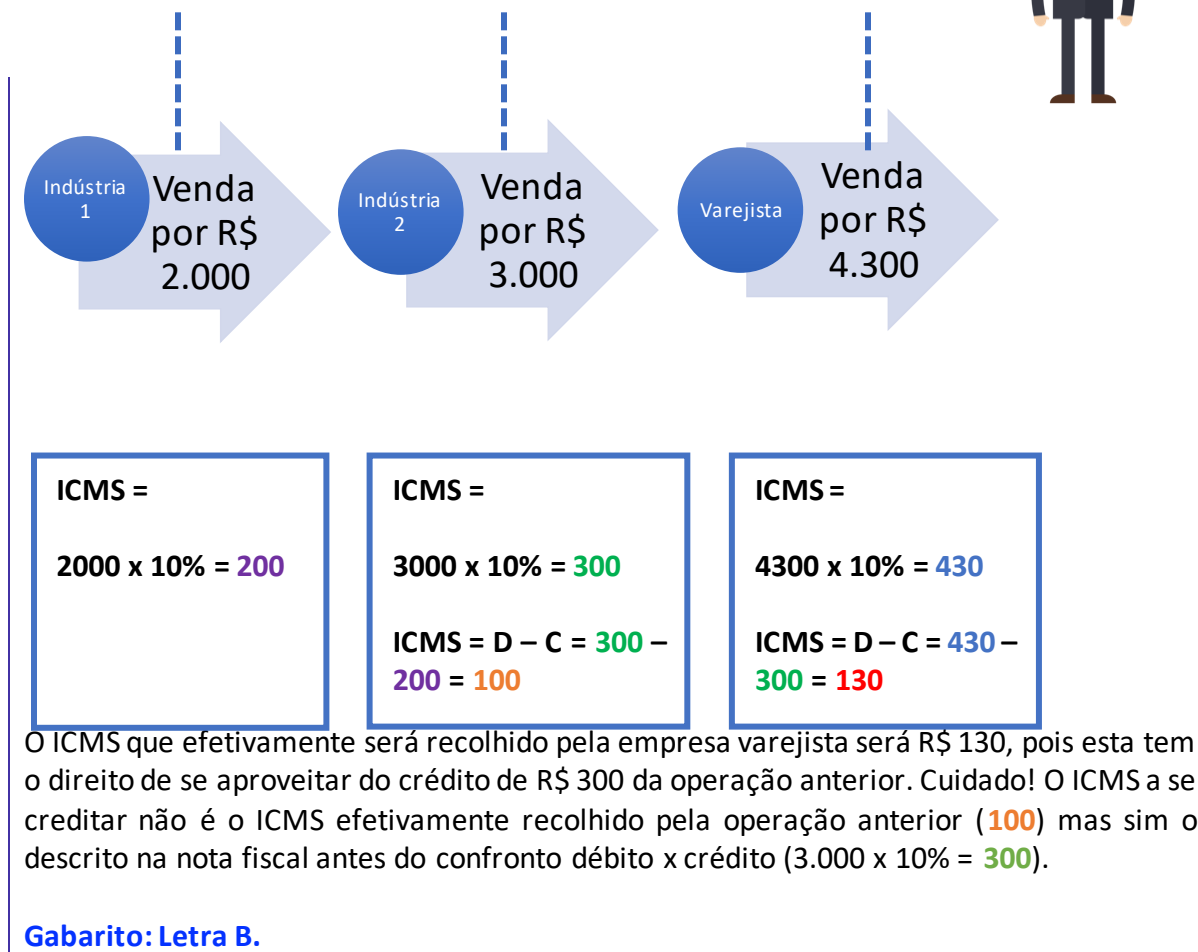 Indústria
1
Venda
por R$
2.000
Indústria
2
Venda
por R$
3.000
Varejista
Venda
por R$
4.300
ICMS =
2000 x 10% = 200
ICMS =
3000 x 10% = 300
ICMS = D – C = 300 –
200 = 100
ICMS =
4300 x 10% = 430
ICMS = D – C = 430 –
300 = 130
O ICMS que efetivamente será recolhido pela empresa varejista será R$ 130, pois esta tem
o direito de se aproveitar do crédito de R$ 300 da operação anterior. Cuidado! O ICMS a se
creditar não é o ICMS efetivamente recolhido pela operação anterior (100) mas sim o
descrito na nota fiscal antes do confronto débito x crédito (3.000 x 10% = 300).
Gabarito: Letra B.